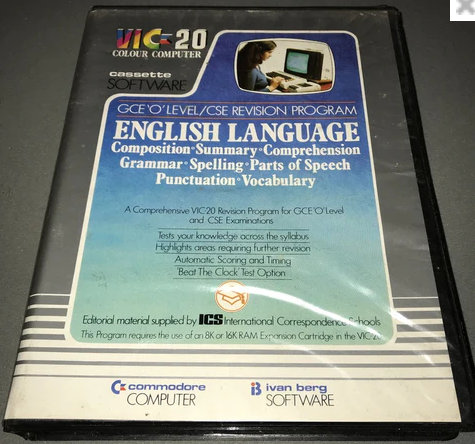 VIC-20
COLOUR COMPUTER
cassette
SOFTWARE
GCE 'O' LEVEL/CSE REVISION PROGRAM
ENGLISH LANGUAGE
Composition•Summary•Comprehension
Grammar•Spelling•Parts of Speech
Punctuation•Vocabulary
A Comprehensive VIC20 Revision Program for GCE 'O' Level
and CSE Examinations
Tests your knowledge across the syllabus
Highlights areas requiring further revision
Automatic Scoring and Timing
'Beat The Clock' Test Option
Editorial material supplied by ICS International Correspondence Schools
This Program requires the use of an 8K or 16K RAM Expansion Cartridge in the VIC 20
commodore
COMPUTER
ivan berg
SOFTWARE